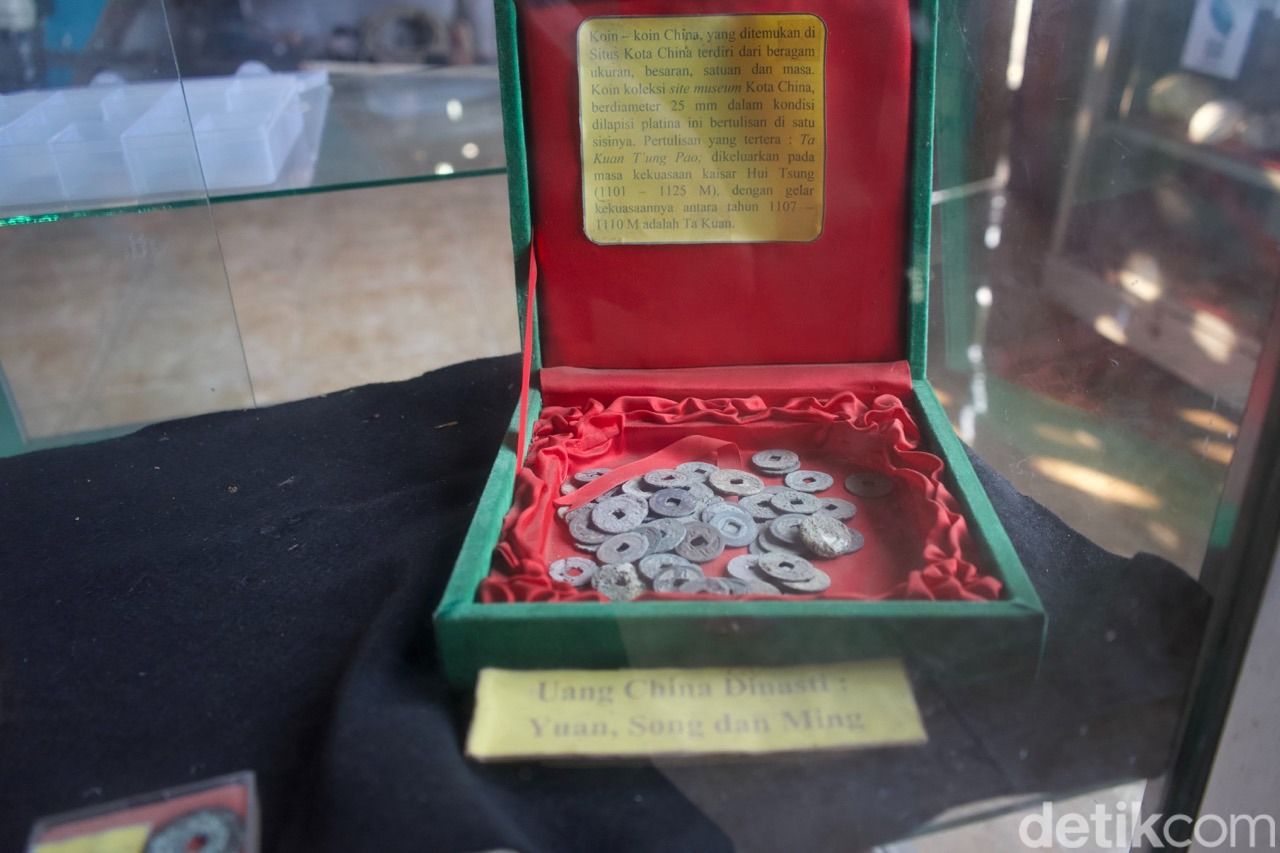 Koin – koin China, yang ditemukan di
Situs Kota China terdiri dari beragam
ukuran, besaran, satuan dan masa.
Koin koleksi site museum Kota China,
berdiameter 25 mm dalam kondisi
dilapisi platina ini bertulisan di satu
sisinya. Pertulisan yang tertera : Ta
Kuan T'ung Pao; dikeluarkan pada
masa kekuasaan kaisar Hui Tsung
(1101 – 1125 M), dengan gelar
kekuasaannya antara tahun 1107 –
1110 M adalah Ta Kuan.
Uang China Dinasti :
Yuan, Song dan Ming
detikcom